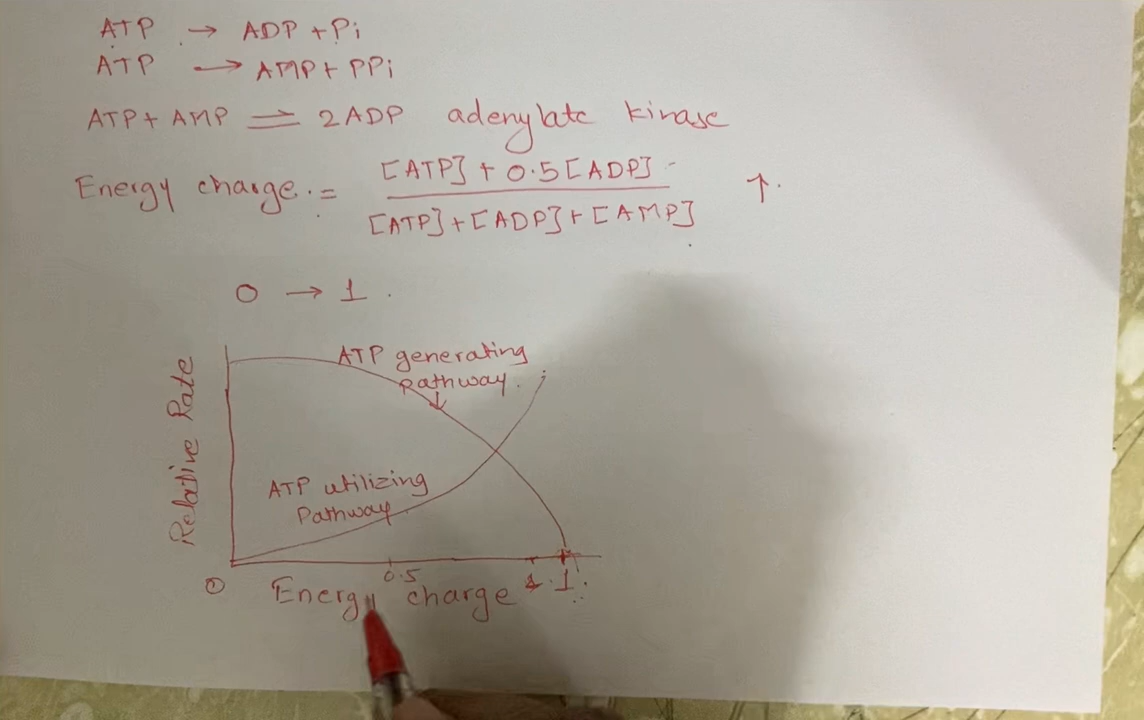 ATP → ADP + Pi
ATP → AMP + PPi
ATP + AMP ⇌ 2ADP adenylate kinase
Energy charge = [ATP] + 0.5[ADP] ↑
[ATP] + [ADP] + [AMP]
0 → 1
ATP generating
pathway
Relative Rate
ATP utilizing
Pathway
0.5
0
1
Energy charge